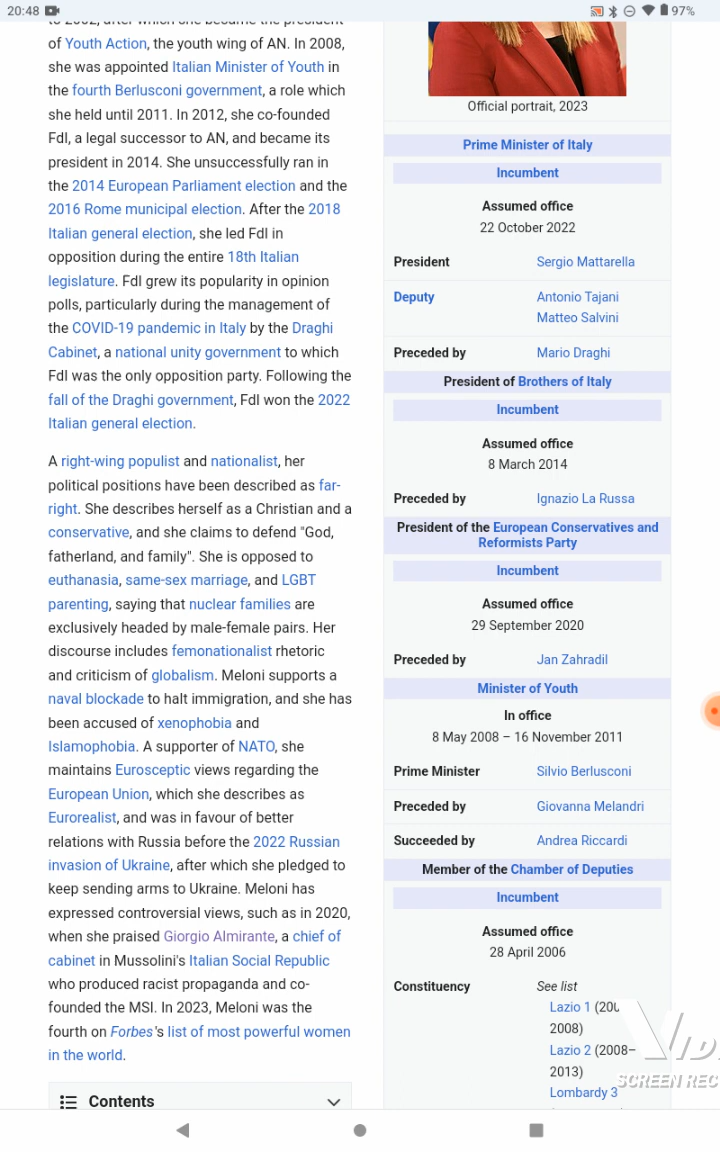 20:48
97%
to 2002, after which she became the president
of Youth Action, the youth wing of AN. In 2008,
she was appointed Italian Minister of Youth in
the fourth Berlusconi government, a role which
she held until 2011. In 2012, she co-founded
FdI, a legal successor to AN, and became its
president in 2014. She unsuccessfully ran in
the 2014 European Parliament election and the
2016 Rome municipal election. After the 2018
Italian general election, she led FdI in
opposition during the entire 18th Italian
legislature. FdI grew its popularity in opinion
polls, particularly during the management of
the COVID-19 pandemic in Italy by the Draghi
Cabinet, a national unity government to which
FdI was the only opposition party. Following the
fall of the Draghi government, FdI won the 2022
Italian general election.
A right-wing populist and nationalist, her
political positions have been described as far-
right. She describes herself as a Christian and a
conservative, and she claims to defend "God,
fatherland, and family". She is opposed to
euthanasia, same-sex marriage, and LGBT
parenting, saying that nuclear families are
exclusively headed by male-female pairs. Her
discourse includes femonationalist rhetoric
and criticism of globalism. Meloni supports a
naval blockade to halt immigration, and she has
been accused of xenophobia and
Islamophobia. A supporter of NATO, she
maintains Eurosceptic views regarding the
European Union, which she describes as
Eurorealist, and was in favour of better
relations with Russia before the 2022 Russian
invasion of Ukraine, after which she pledged to
keep sending arms to Ukraine. Meloni has
expressed controversial views, such as in 2020,
when she praised Giorgio Almirante, a chief of
cabinet in Mussolini's Italian Social Republic
who produced racist propaganda and co-
founded the MSI. In 2023, Meloni was the
fourth on Forbes's list of most powerful women
in the world.
Contents
Official portrait, 2023
Prime Minister of Italy
Incumbent
Assumed office
22 October 2022
President Sergio Mattarella
Deputy Antonio Tajani
Matteo Salvini
Preceded by Mario Draghi
President of Brothers of Italy
Incumbent
Assumed office
8 March 2014
Preceded by Ignazio La Russa
President of the European Conservatives and
Reformists Party
Incumbent
Assumed office
29 September 2020
Preceded by Jan Zahradil
Minister of Youth
In office
8 May 2008 – 16 November 2011
Prime Minister Silvio Berlusconi
Preceded by Giovanna Melandri
Succeeded by Andrea Riccardi
Member of the Chamber of Deputies
Incumbent
Assumed office
28 April 2006
Constituency See list
Lazio 1
2008)
Lazio 2 (2008–
2013)
Lombardy 3
SCREEN REC